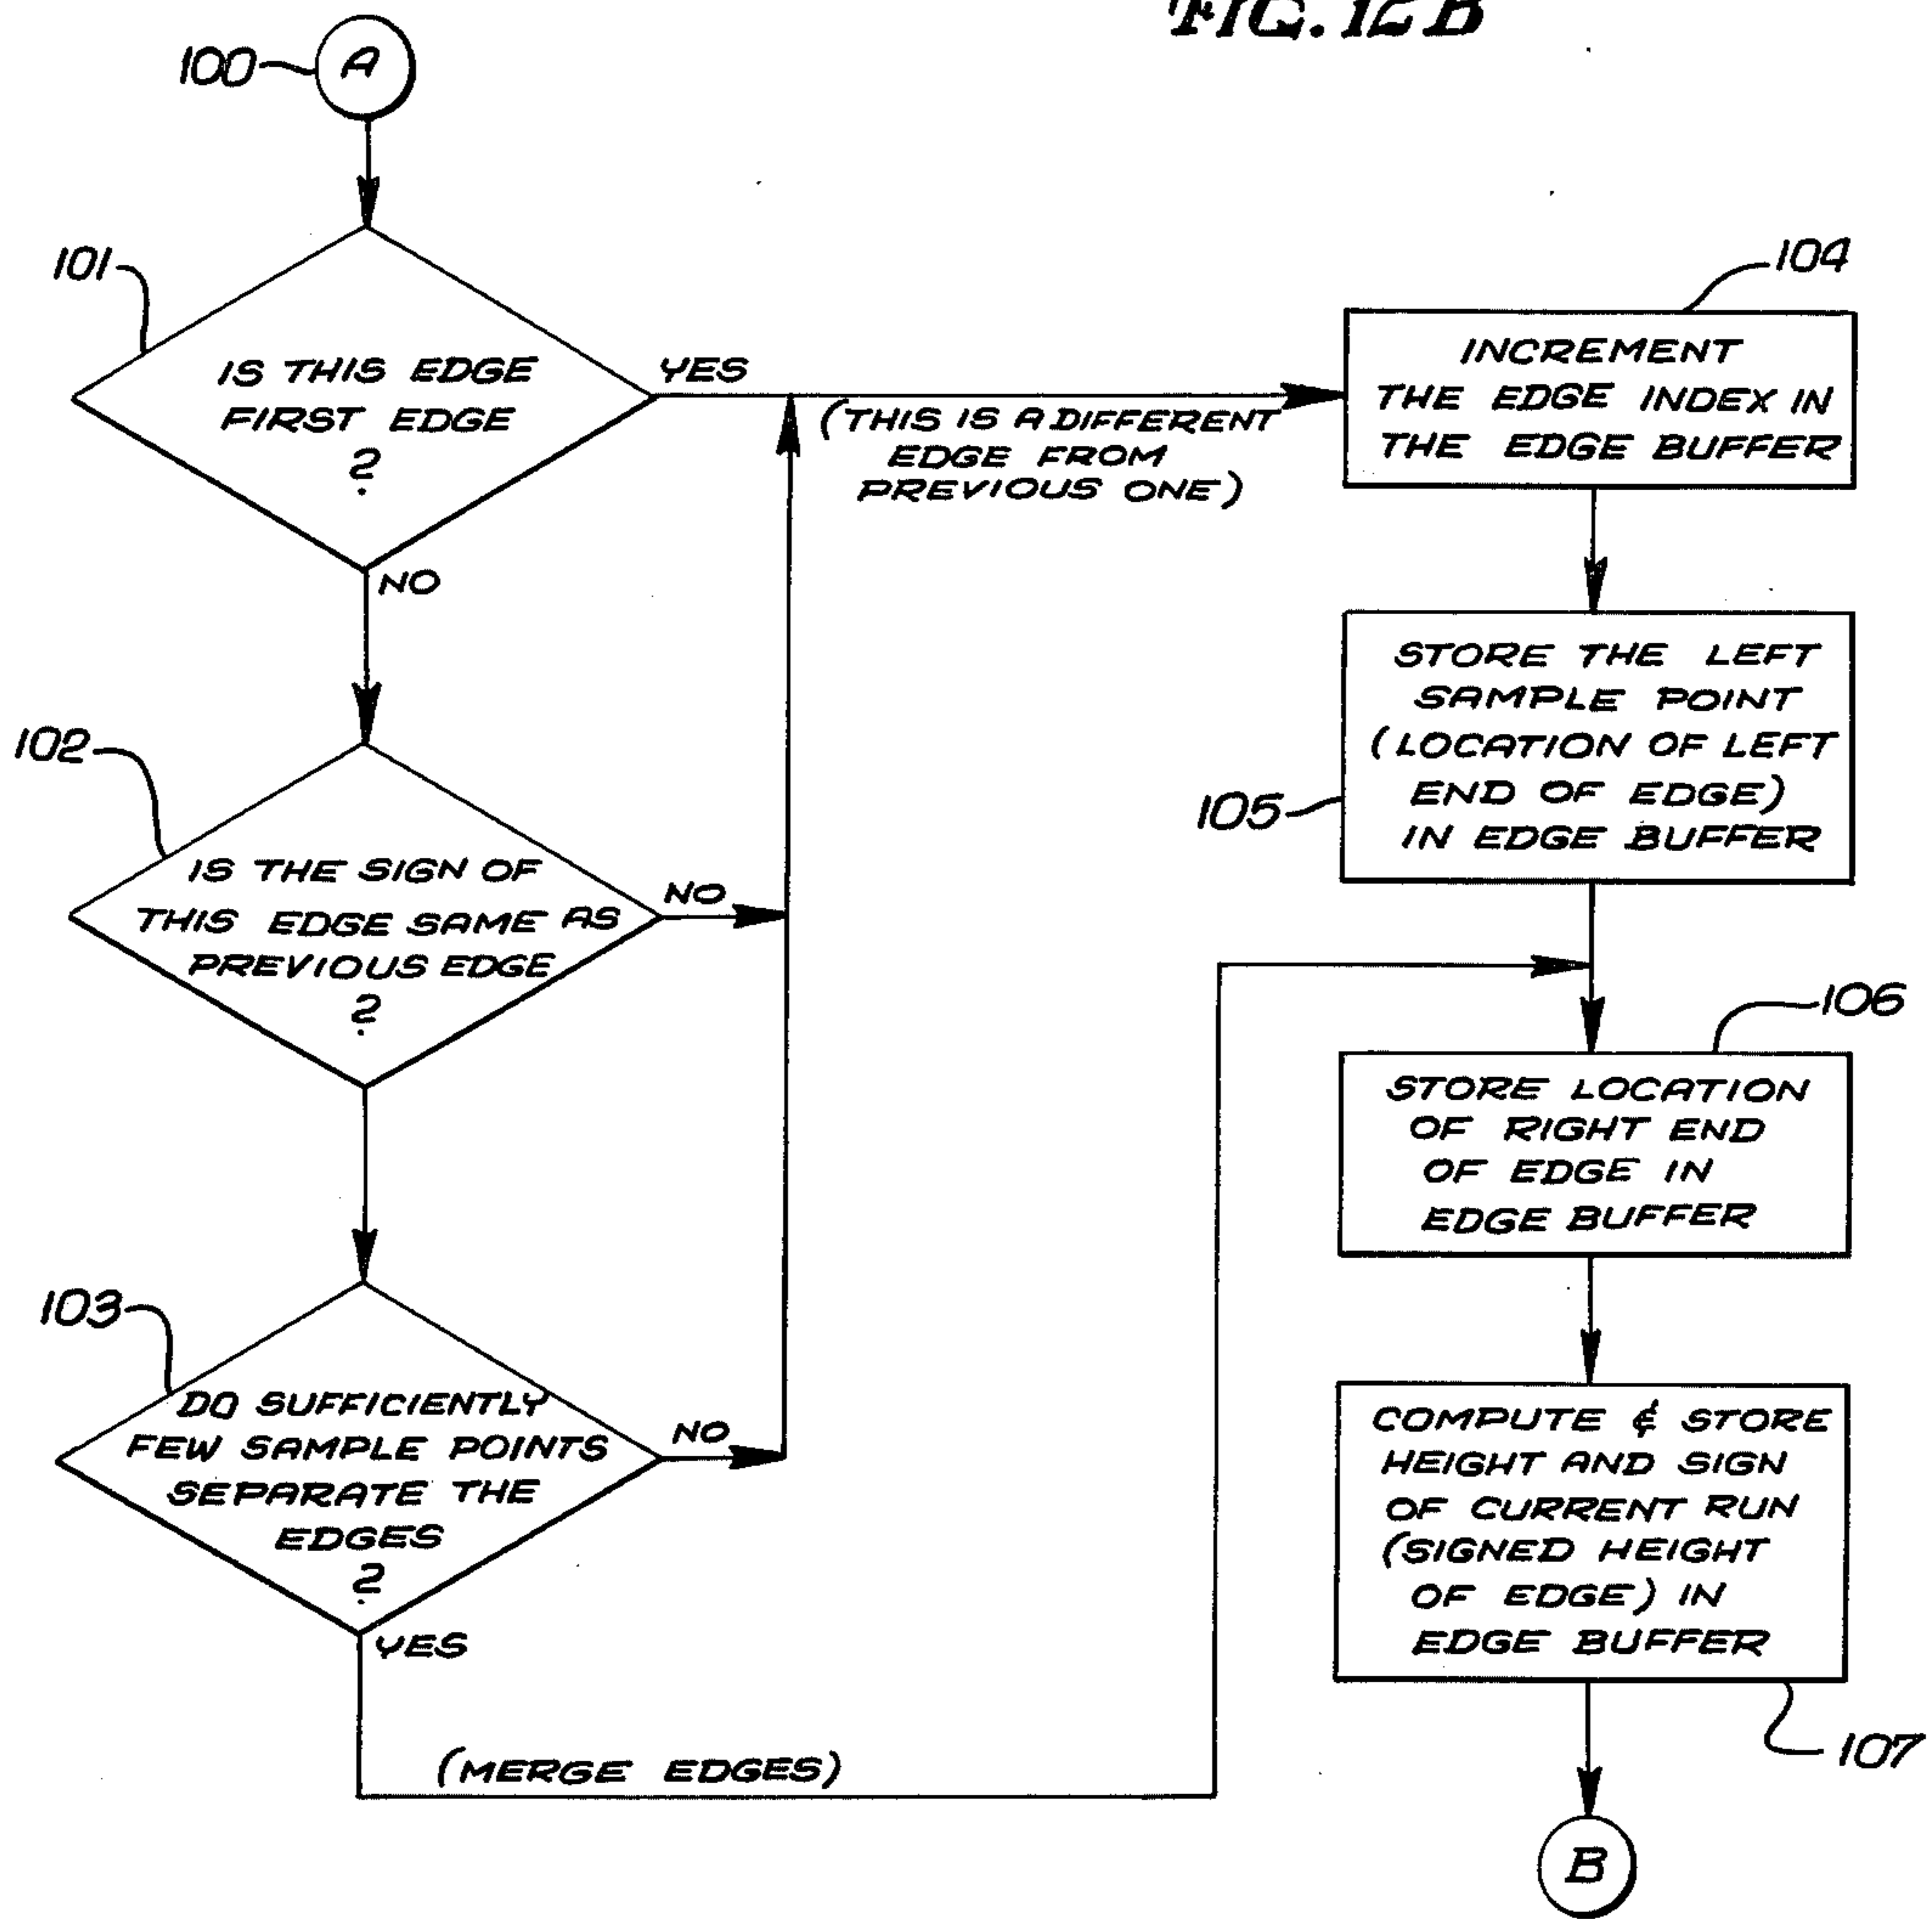 FIG. 12B
100
A
101
IS THIS EDGE
FIRST EDGE
?
YES
NO
(THIS IS A DIFFERENT
EDGE FROM
PREVIOUS ONE)
104
INCREMENT
THE EDGE INDEX IN
THE EDGE BUFFER
102
IS THE SIGN OF
THIS EDGE SAME AS
PREVIOUS EDGE
?
NO
105
STORE THE LEFT
SAMPLE POINT
(LOCATION OF LEFT
END OF EDGE)
IN EDGE BUFFER
103
DO SUFFICIENTLY
FEW SAMPLE POINTS
SEPARATE THE
EDGES
?
NO
YES
(MERGE EDGES)
106
STORE LOCATION
OF RIGHT END
OF EDGE IN
EDGE BUFFER
COMPUTE & STORE
HEIGHT AND SIGN
OF CURRENT RUN
(SIGNED HEIGHT
OF EDGE) IN
EDGE BUFFER
107
B